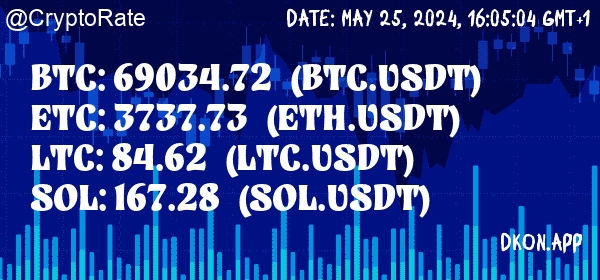 @CryptoRate
DATE: MAY 25, 2024, 16:05:04 GMT+1
BTC: 69034.72 (BTC.USDT)
ETC: 3737.73 (ETH.USDT)
LTC: 84.62 (LTC.USDT)
SOL: 167.28 (SOL.USDT)
DKON.APP